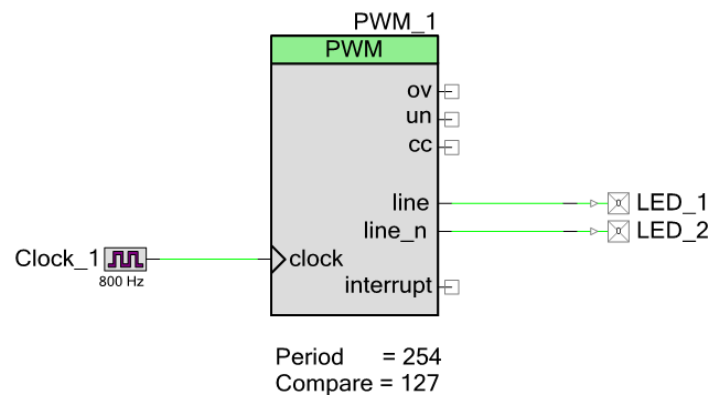 PWM_1
PWM
ov
un
cc
line
LED_1
line_n
LED_2
Clock_1
clock
800 Hz
interrupt
Period = 254
Compare = 127